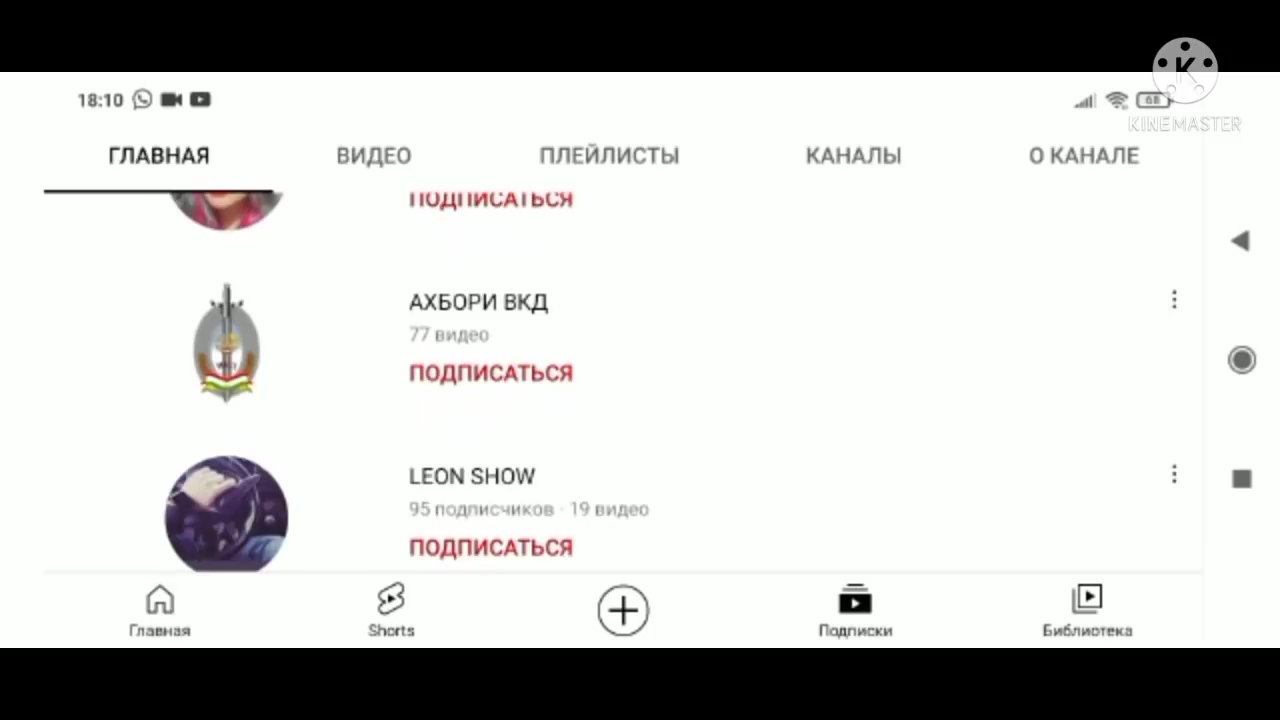 18:10
68
KINEMASTER
ГЛАВНАЯ
ВИДЕО
ПЛЕЙЛИСТЫ
КАНАЛЫ
О КАНАЛЕ
ПОДПИСАТЬСЯ
АХБОРИ ВКД
77 видео
ПОДПИСАТЬСЯ
LEON SHOW
95 подписчиков · 19 видео
ПОДПИСАТЬСЯ
Главная
Shorts
Подписки
Библиотека